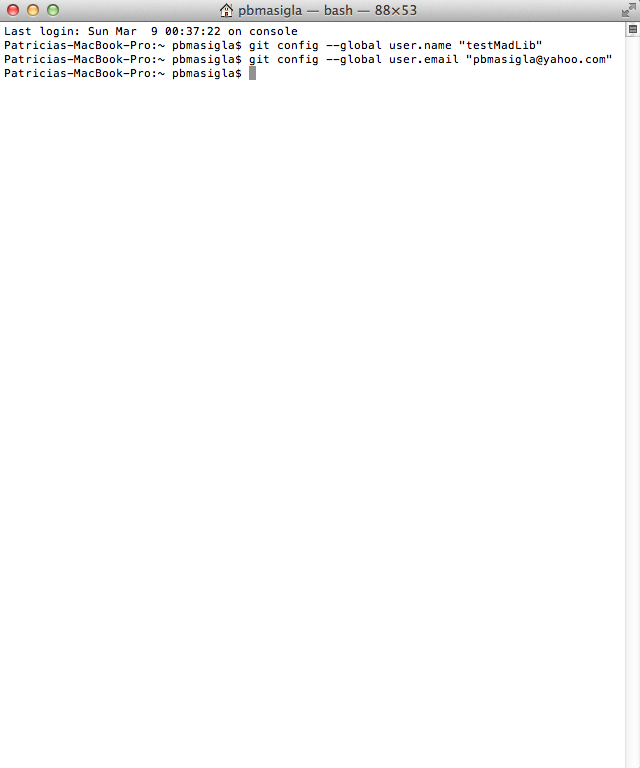 pbmasigla — bash — 88×53
Last login: Sun Mar  9 00:37:22 on console
Patricias-MacBook-Pro:~ pbmasigla$ git config --global user.name "testMadLib"
Patricias-MacBook-Pro:~ pbmasigla$ git config --global user.email "pbmasigla@yahoo.com"
Patricias-MacBook-Pro:~ pbmasigla$